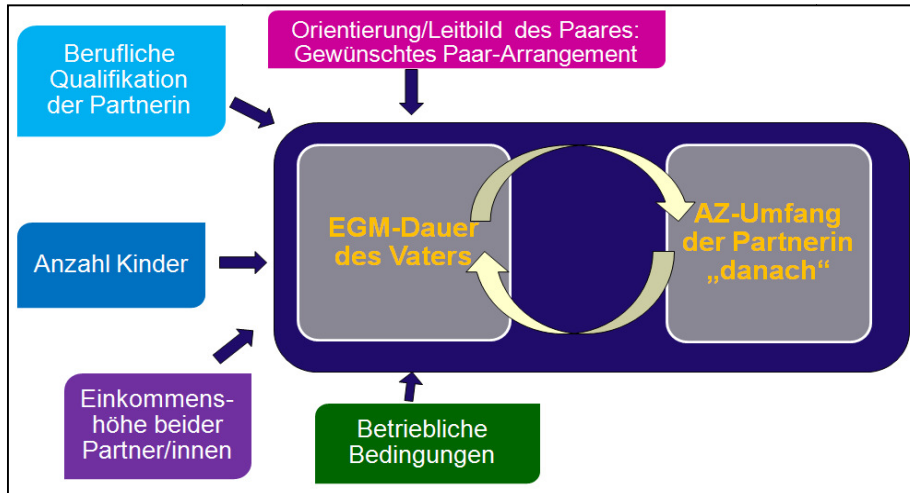 Orientierung/Leitbild des Paares:
Gewünschtes Paar-Arrangement
Berufliche
Qualifikation
der Partnerin
EGM-Dauer
des Vaters
AZ-Umfang
der Partnerin
„danach“
Anzahl Kinder
Einkommens-
höhe beider
Partner/innen
Betriebliche
Bedingungen